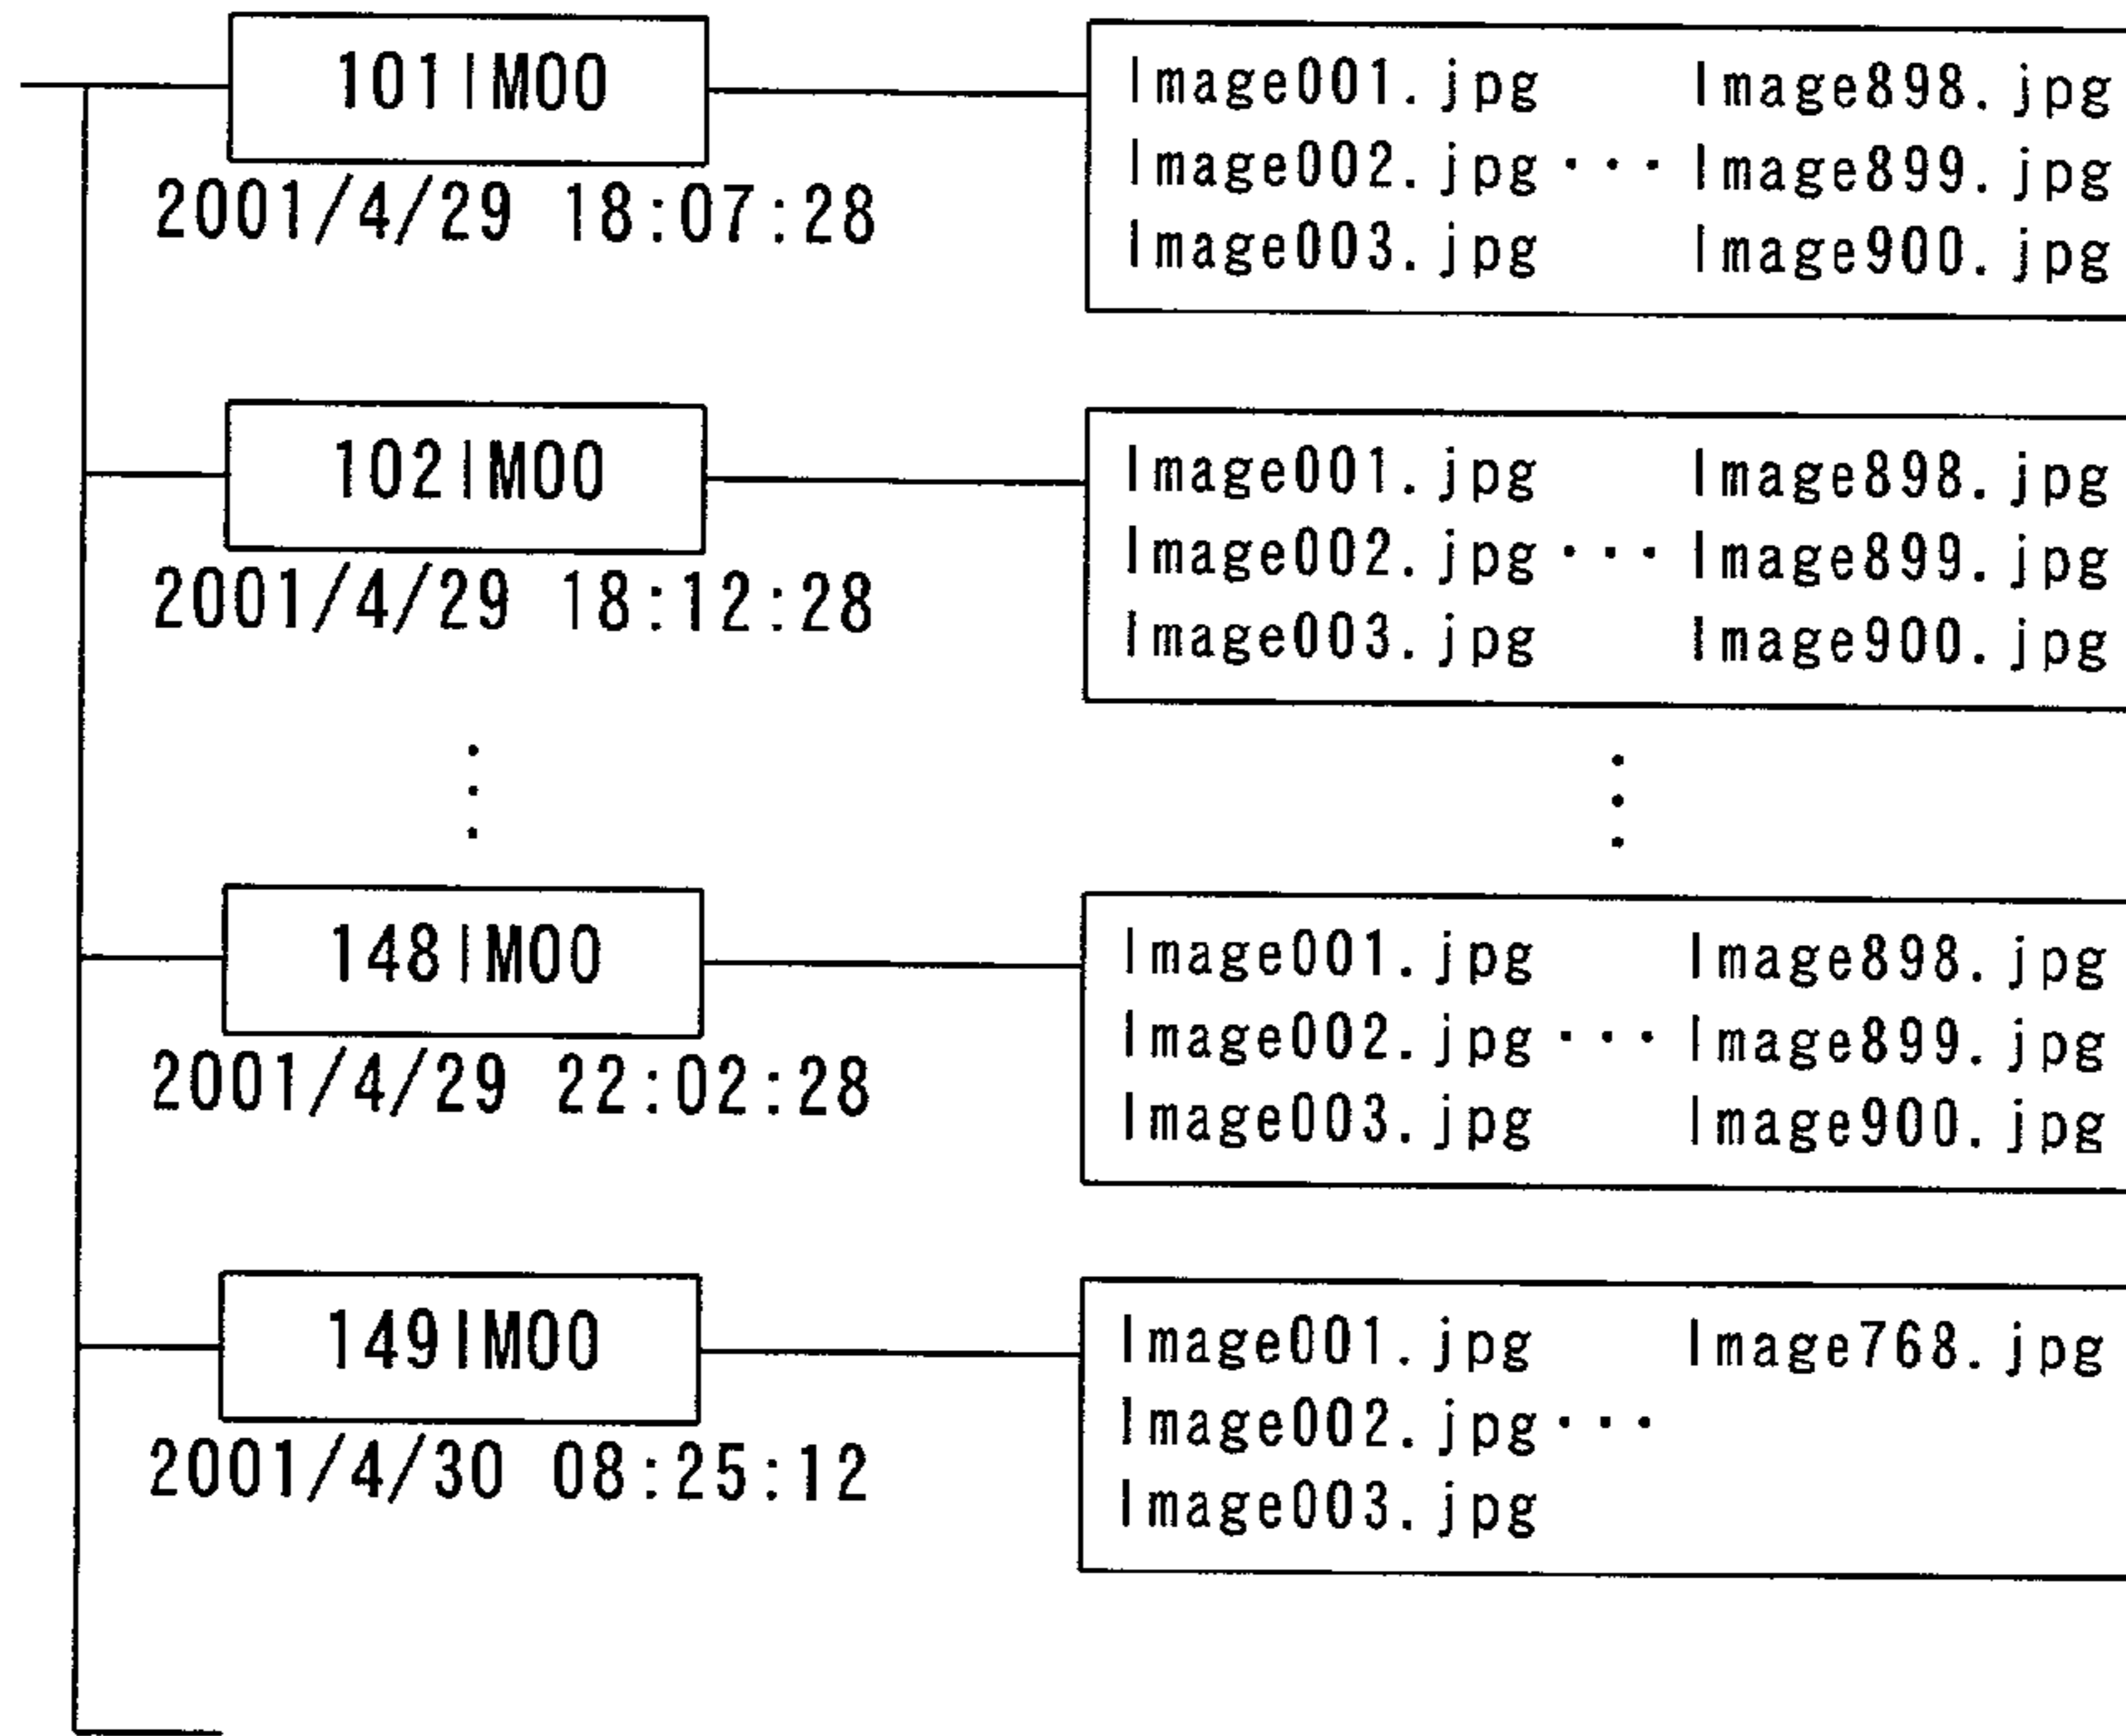 101IM00
2001/4/29 18:07:28
Image001.jpg Image898.jpg
Image002.jpg ･･･ Image899.jpg
Image003.jpg Image900.jpg
102IM00
2001/4/29 18:12:28
Image001.jpg Image898.jpg
Image002.jpg ･･･ Image899.jpg
Image003.jpg Image900.jpg
148IM00
2001/4/29 22:02:28
Image001.jpg Image898.jpg
Image002.jpg ･･･ Image899.jpg
Image003.jpg Image900.jpg
149IM00
2001/4/30 08:25:12
Image001.jpg Image768.jpg
Image002.jpg ･･･
Image003.jpg